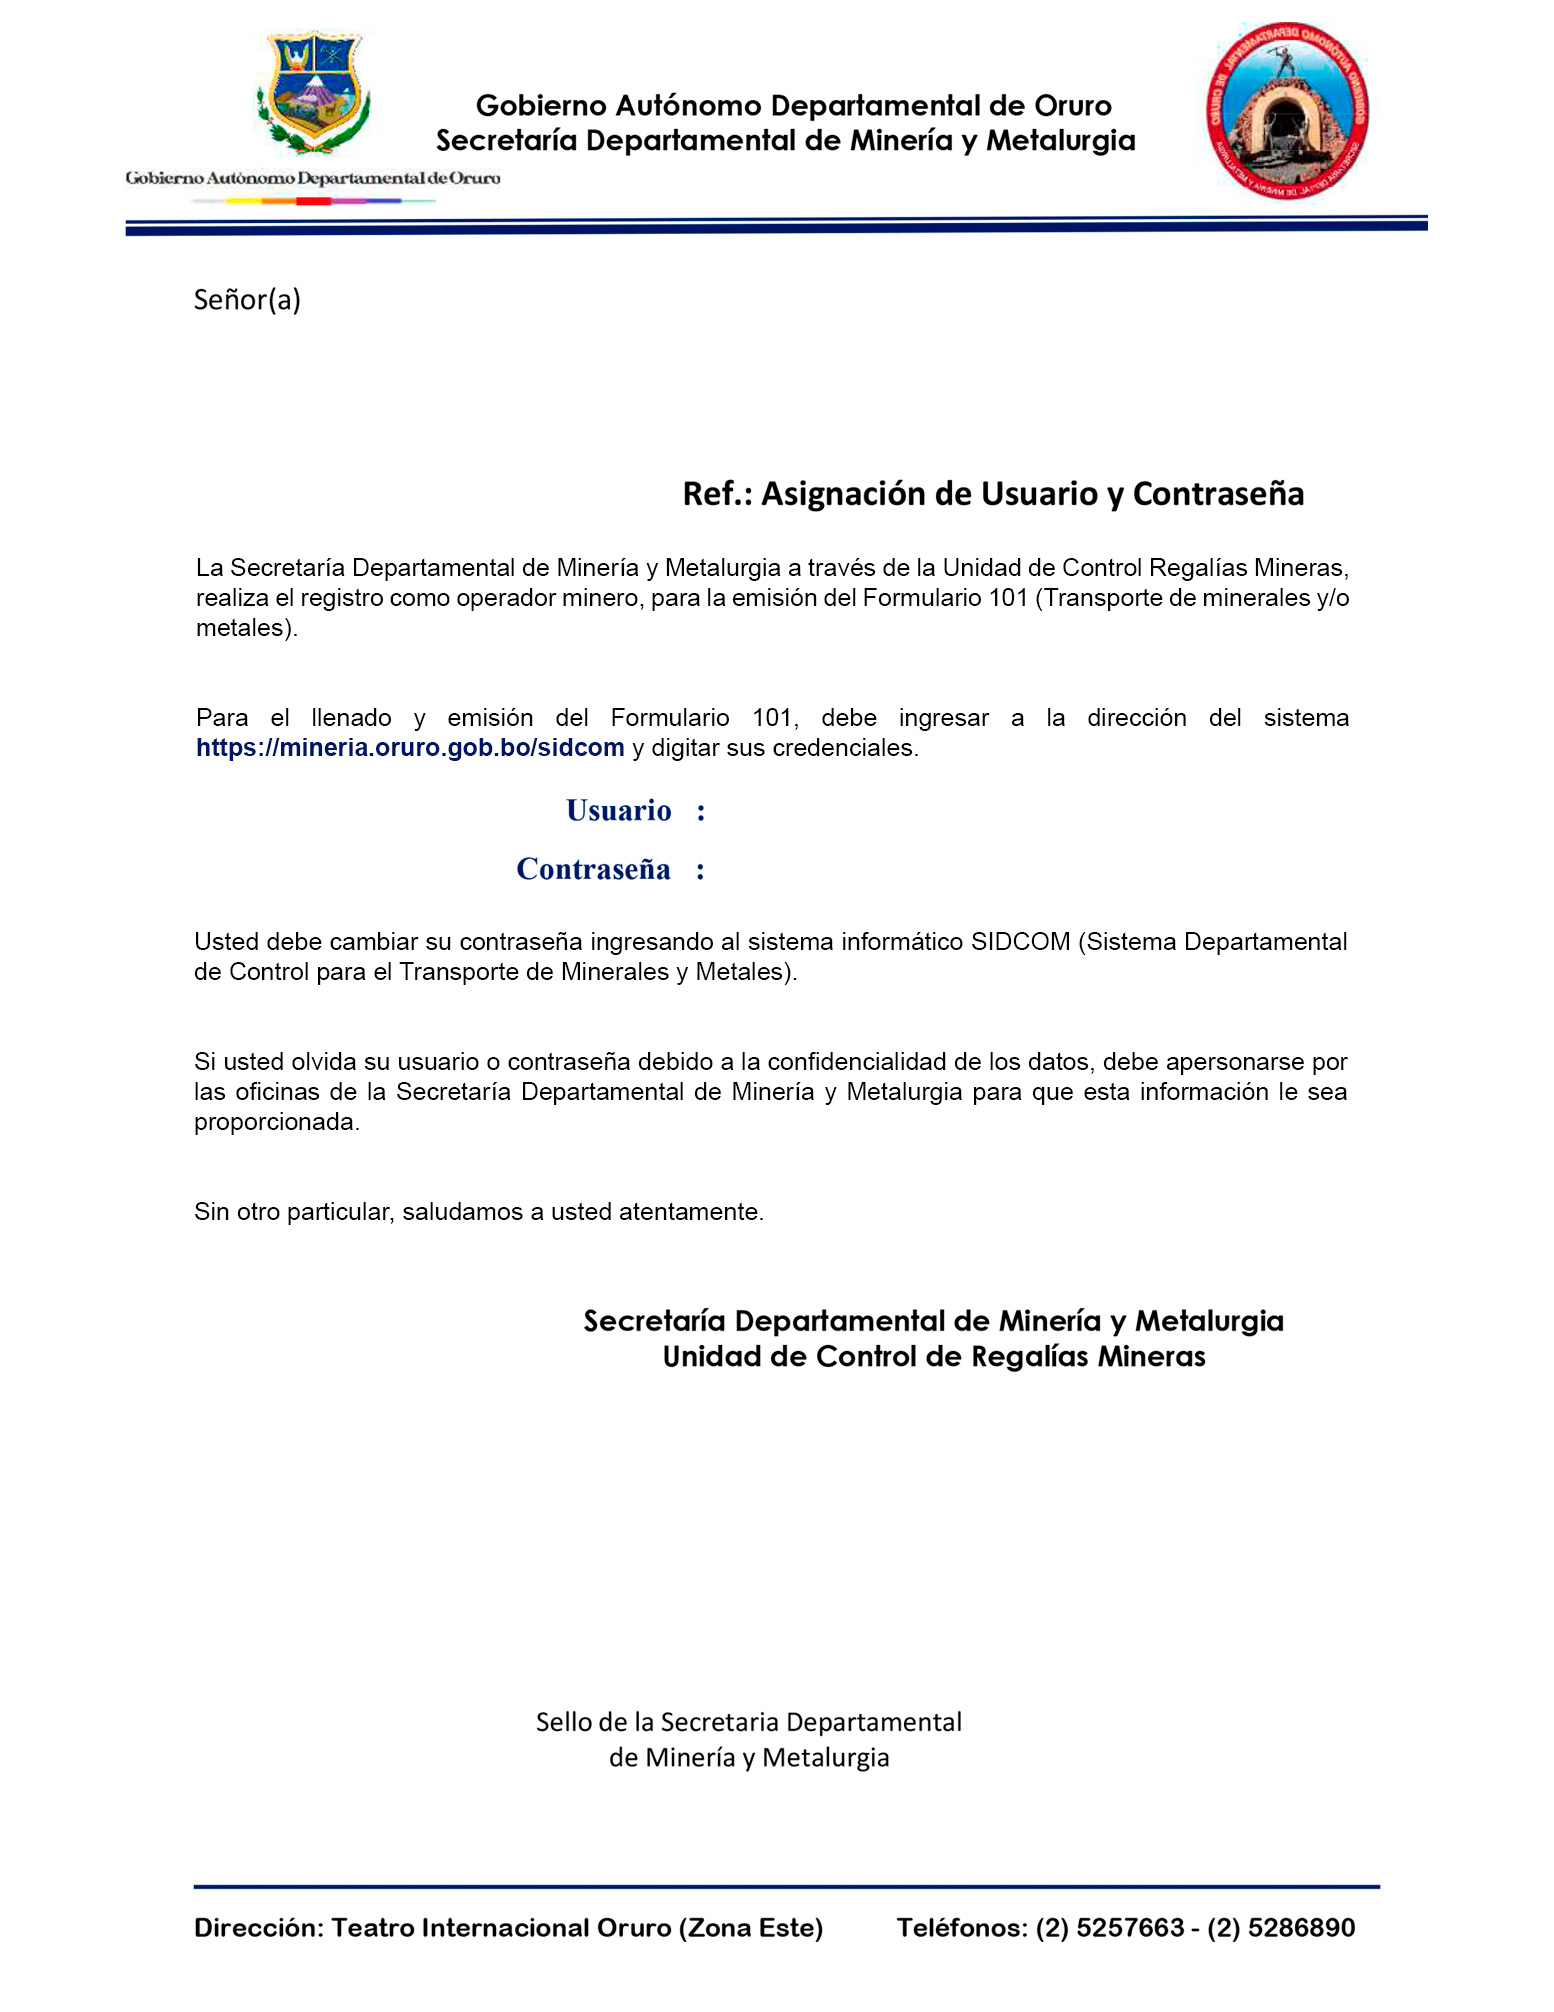 Gobierno Autónomo Departamental de Oruro
Secretaría Departamental de Minería y Metalurgia
Gobierno Autónomo Departamental de Oruro
GOBIERNO AUTÓNOMO DEPARTAMENTAL DE ORURO
SECRETARIA DPTAL. DE MINERIA Y METALURGIA
Señor(a)
Ref.: Asignación de Usuario y Contraseña
La Secretaría Departamental de Minería y Metalurgia a través de la Unidad de Control Regalías Mineras,
realiza el registro como operador minero, para la emisión del Formulario 101 (Transporte de minerales y/o
metales).
Para el llenado y emisión del Formulario 101, debe ingresar a la dirección del sistema
https://mineria.oruro.gob.bo/sidcom y digitar sus credenciales.
Usuario :
Contraseña :
Usted debe cambiar su contraseña ingresando al sistema informático SIDCOM (Sistema Departamental
de Control para el Transporte de Minerales y Metales).
Si usted olvida su usuario o contraseña debido a la confidencialidad de los datos, debe apersonarse por
las oficinas de la Secretaría Departamental de Minería y Metalurgia para que esta información le sea
proporcionada.
Sin otro particular, saludamos a usted atentamente.
Secretaría Departamental de Minería y Metalurgia
Unidad de Control de Regalías Mineras
Sello de la Secretaria Departamental
de Minería y Metalurgia
Dirección: Teatro Internacional Oruro (Zona Este) Teléfonos: (2) 5257663 - (2) 5286890